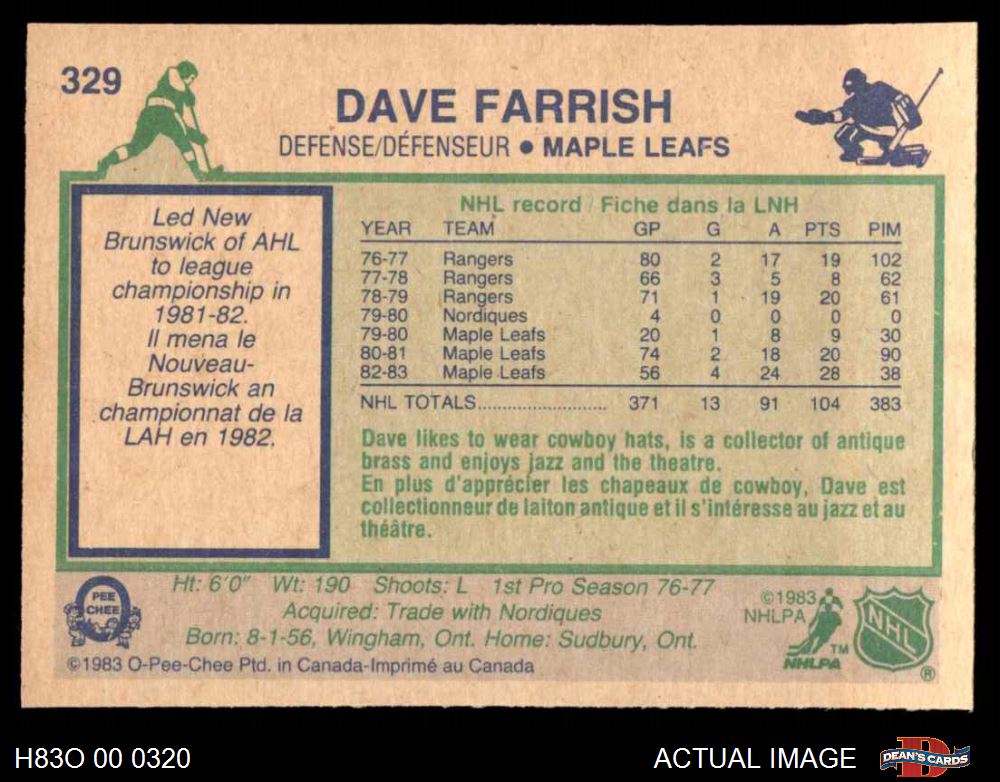 329
DAVE FARRISH
DEFENSE/DÉFENSEUR ● MAPLE LEAFS
Led New
Brunswick of AHL
to league
championship in
1981-82.
Il mena le
Nouveau-
Brunswick an
championnat de la
LAH en 1982.
NHL record / Fiche dans la LNH
YEAR TEAM GP G A PTS PIM
76-77 Rangers 80 2 17 19 102
77-78 Rangers 66 3 5 8 62
78-79 Rangers 71 1 19 20 61
79-80 Nordiques 4 0 0 0 0
79-80 Maple Leafs 20 1 8 9 30
80-81 Maple Leafs 74 2 18 20 90
82-83 Maple Leafs 56 4 24 28 38
NHL TOTALS.......................... 371 13 91 104 383
Dave likes to wear cowboy hats, is a collector of antique
brass and enjoys jazz and the theatre.
En plus d'apprécier les chapeaux de cowboy, Dave est
collectionneur de laiton antique et il s'intéresse au jazz et au
théâtre.
Ht: 6'0" Wt: 190 Shoots: L 1st Pro Season 76-77
Acquired: Trade with Nordiques
Born: 8-1-56, Wingham, Ont. Home: Sudbury, Ont.
©1983 O-Pee-Chee Ptd. in Canada-Imprimé au Canada
PEE
CHEE
©1983
NHLPA
TM
NHLPA
NHL
®
H83O 00 0320
ACTUAL IMAGE
DEAN'S CARDS